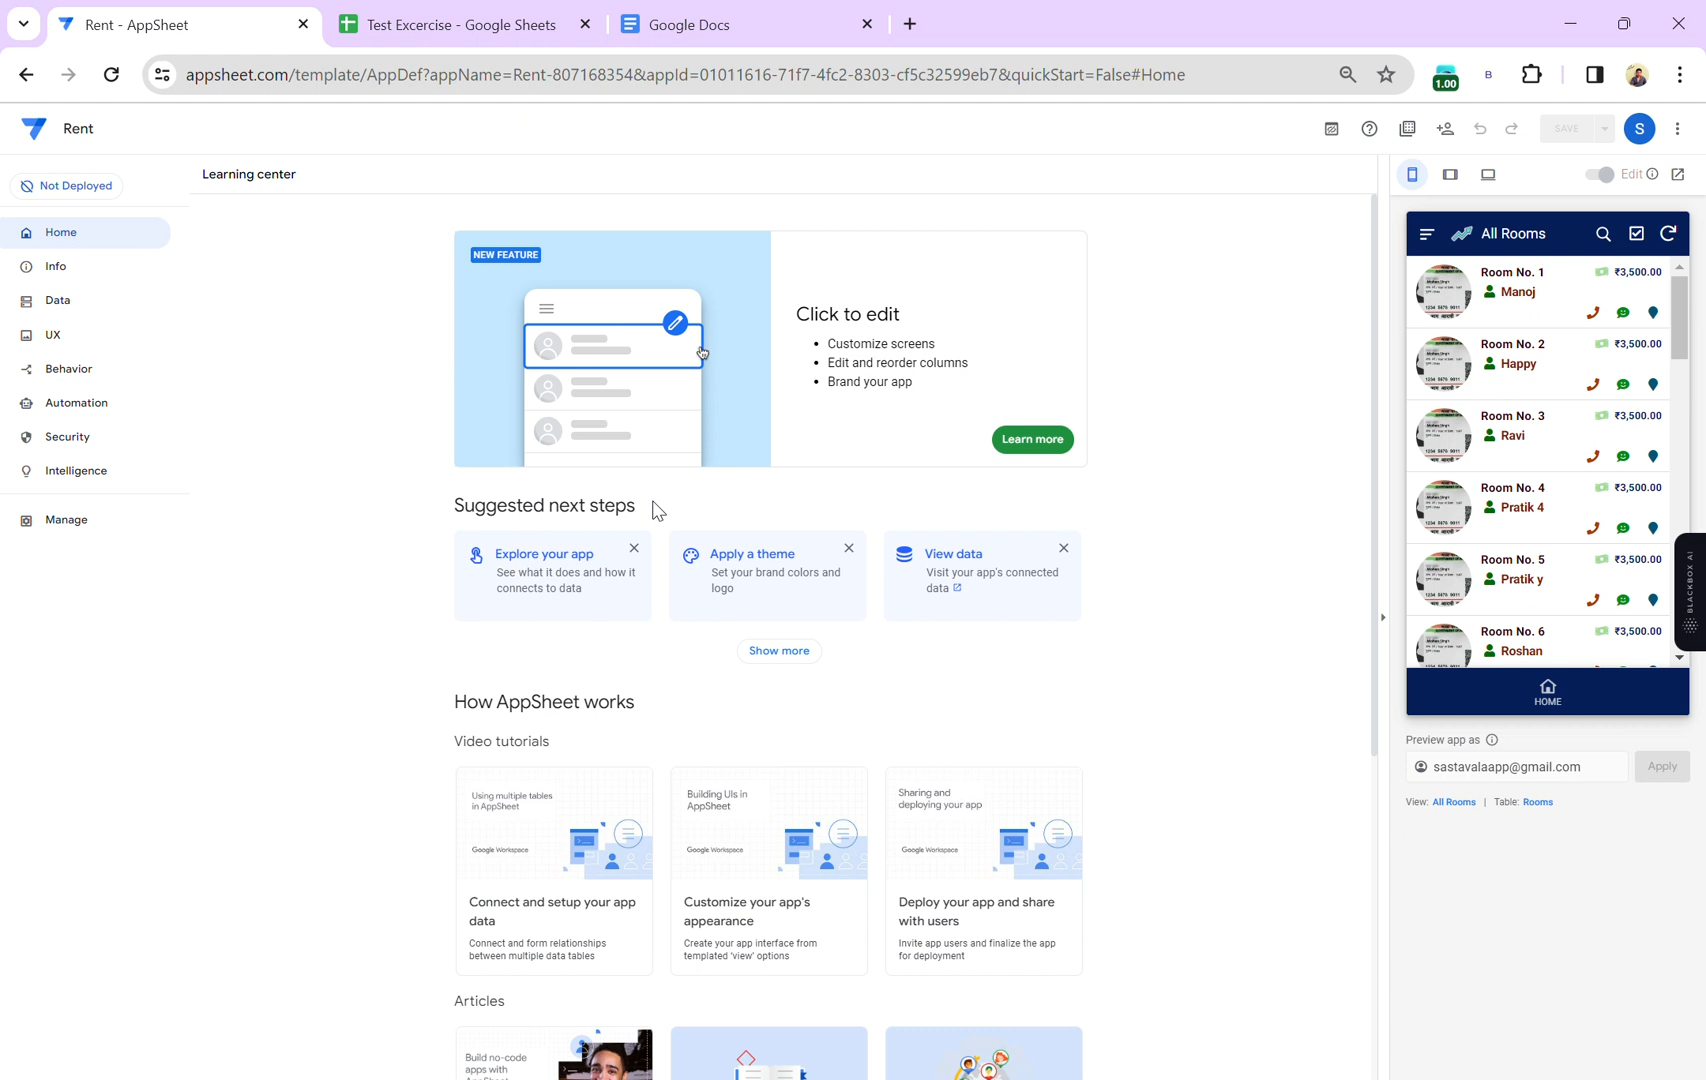 Rent - AppSheet
Test Excercise - Google Sheets
Google Docs
appsheet.com/template/AppDef?appName=Rent-807168354&appId=01011616-71f7-4fc2-8303-cf5c32599eb7&quickStart=False#Home
1.00
B
Rent
SAVE
S
Not Deployed
Home
Info
Data
UX
Behavior
Automation
Security
Intelligence
Manage
Learning center
NEW FEATURE
Click to edit
• Customize screens
• Edit and reorder columns
• Brand your app
Learn more
Suggested next steps
Explore your app
See what it does and how it
connects to data
Apply a theme
Set your brand colors and
logo
View data
Visit your app's connected
data
Show more
How AppSheet works
Video tutorials
Using multiple tables
in AppSheet
Google Workspace
Connect and setup your app
data
Connect and form relationships
between multiple data tables
Building UIs in
AppSheet
Google Workspace
Customize your app's
appearance
Create your app interface from
templated 'view' options
Sharing and
deploying your app
Google Workspace
Deploy your app and share
with users
Invite app users and finalize the app
for deployment
Articles
Build no-code
apps with
Edit
All Rooms
Room No. 1
₹3,500.00
Manoj
Room No. 2
₹3,500.00
Happy
Room No. 3
₹3,500.00
Ravi
Room No. 4
₹3,500.00
Pratik 4
Room No. 5
₹3,500.00
Pratik y
Room No. 6
₹3,500.00
Roshan
HOME
BLACKBOX AI
Preview app as
sastavalaapp@gmail.com
Apply
View: All Rooms | Table: Rooms